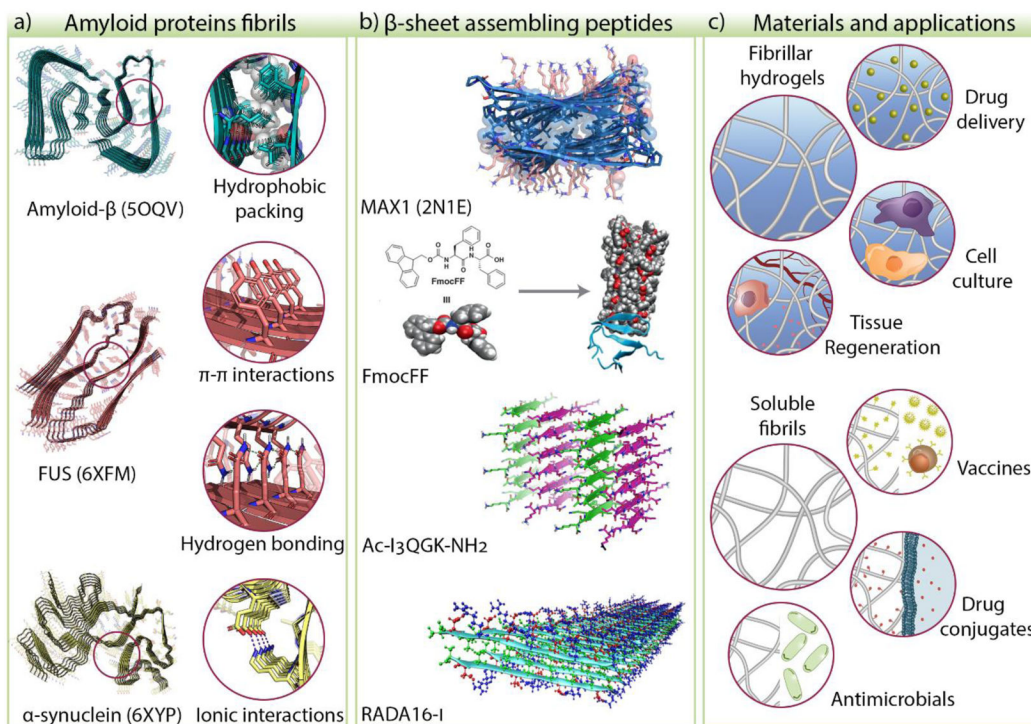 a) Amyloid proteins fibrils
Amyloid-β (5OQV)
Hydrophobic
packing
π-π interactions
FUS (6XFM)
Hydrogen bonding
α-synuclein (6XYP)
Ionic interactions
b) β-sheet assembling peptides
MAX1 (2N1E)
O
O
N
H
O
H
N
O
OH
FmocFF
III
FmocFF
Ac-I3QGK-NH2
RADA16-I
c) Materials and applications
Fibrillar
hydrogels
Drug
delivery
Cell
culture
Tissue
Regeneration
Soluble
fibrils
Vaccines
Drug
conjugates
Antimicrobials